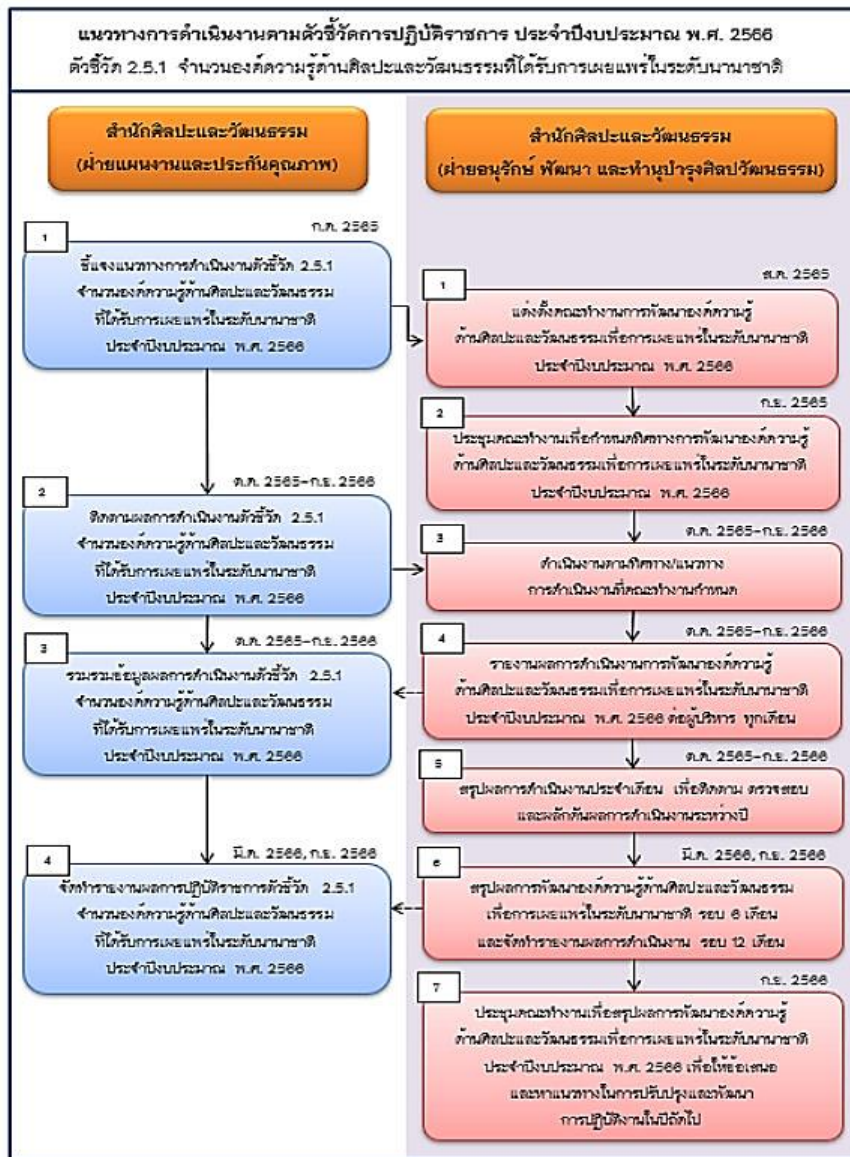 แนวทางการดำเนินงานตามตัวชี้วัดการปฏิบัติราชการ ประจำปีงบประมาณ พ.ศ. 2566
ตัวชี้วัด 2.5.1 จำนวนองค์ความรู้ด้านศิลปะและวัฒนธรรมที่ได้รับการเผยแพร่ในระดับนานาชาติ
สำนักศิลปะและวัฒนธรรม
(ฝ่ายแผนงานและประกันคุณภาพ)
ก.ค. 2565
1
ชี้แจงแนวทางการดำเนินงานตัวชี้วัด 2.5.1
จำนวนองค์ความรู้ด้านศิลปะและวัฒนธรรม
ที่ได้รับการเผยแพร่ในระดับนานาชาติ
ประจำปีงบประมาณ พ.ศ. 2566
ต.ค. 2565-ก.ย. 2566
2
ติดตามผลการดำเนินงานตัวชี้วัด 2.5.1
จำนวนองค์ความรู้ด้านศิลปะและวัฒนธรรม
ที่ได้รับการเผยแพร่ในระดับนานาชาติ
ประจำปีงบประมาณ พ.ศ. 2566
ต.ค. 2565-ก.ย. 2566
3
รวบรวมข้อมูลผลการดำเนินงานตัวชี้วัด 2.5.1
จำนวนองค์ความรู้ด้านศิลปะและวัฒนธรรม
ที่ได้รับการเผยแพร่ในระดับนานาชาติ
ประจำปีงบประมาณ พ.ศ. 2566
มี.ค. 2566, ก.ย. 2566
4
จัดทำรายงานผลการปฏิบัติราชการตัวชี้วัด 2.5.1
จำนวนองค์ความรู้ด้านศิลปะและวัฒนธรรม
ที่ได้รับการเผยแพร่ในระดับนานาชาติ
ประจำปีงบประมาณ พ.ศ. 2566
สำนักศิลปะและวัฒนธรรม
(ฝ่ายอนุรักษ์ พัฒนา และทำนุบำรุงศิลปวัฒนธรรม)
ส.ค. 2565
1
แต่งตั้งคณะทำงานการพัฒนาองค์ความรู้
ด้านศิลปะและวัฒนธรรมเพื่อการเผยแพร่ในระดับนานาชาติ
ประจำปีงบประมาณ พ.ศ. 2566
ก.ย. 2565
2
ประชุมคณะทำงานเพื่อกำหนดทิศทางการพัฒนาองค์ความรู้
ด้านศิลปะและวัฒนธรรมเพื่อการเผยแพร่ในระดับนานาชาติ
ประจำปีงบประมาณ พ.ศ. 2566
ต.ค. 2565-ก.ย. 2566
3
ดำเนินงานตามทิศทาง/แนวทาง
การดำเนินงานที่คณะทำงานกำหนด
ต.ค. 2565-ก.ย. 2566
4
รายงานผลการดำเนินงานการพัฒนาองค์ความรู้
ด้านศิลปะและวัฒนธรรมเพื่อการเผยแพร่ในระดับนานาชาติ
ประจำปีงบประมาณ พ.ศ. 2566 ต่อผู้บริหาร ทุกเดือน
ต.ค. 2565-ก.ย. 2566
5
สรุปผลการดำเนินงานประจำเดือน เพื่อติดตาม ตรวจสอบ
และผลักดันผลการดำเนินงานระหว่างปี
มี.ค. 2566, ก.ย. 2566
6
สรุปผลการพัฒนาองค์ความรู้ด้านศิลปะและวัฒนธรรม
เพื่อการเผยแพร่ในระดับนานาชาติ รอบ 6 เดือน
และจัดทำรายงานผลการดำเนินงาน รอบ 12 เดือน
ก.ย. 2566
7
ประชุมคณะทำงานเพื่อสรุปผลการพัฒนาองค์ความรู้
ด้านศิลปะและวัฒนธรรมเพื่อการเผยแพร่ในระดับนานาชาติ
ประจำปีงบประมาณ พ.ศ. 2566 เพื่อให้ข้อเสนอ
และหาแนวทางในการปรับปรุงและพัฒนา
การปฏิบัติงานในปีถัดไป